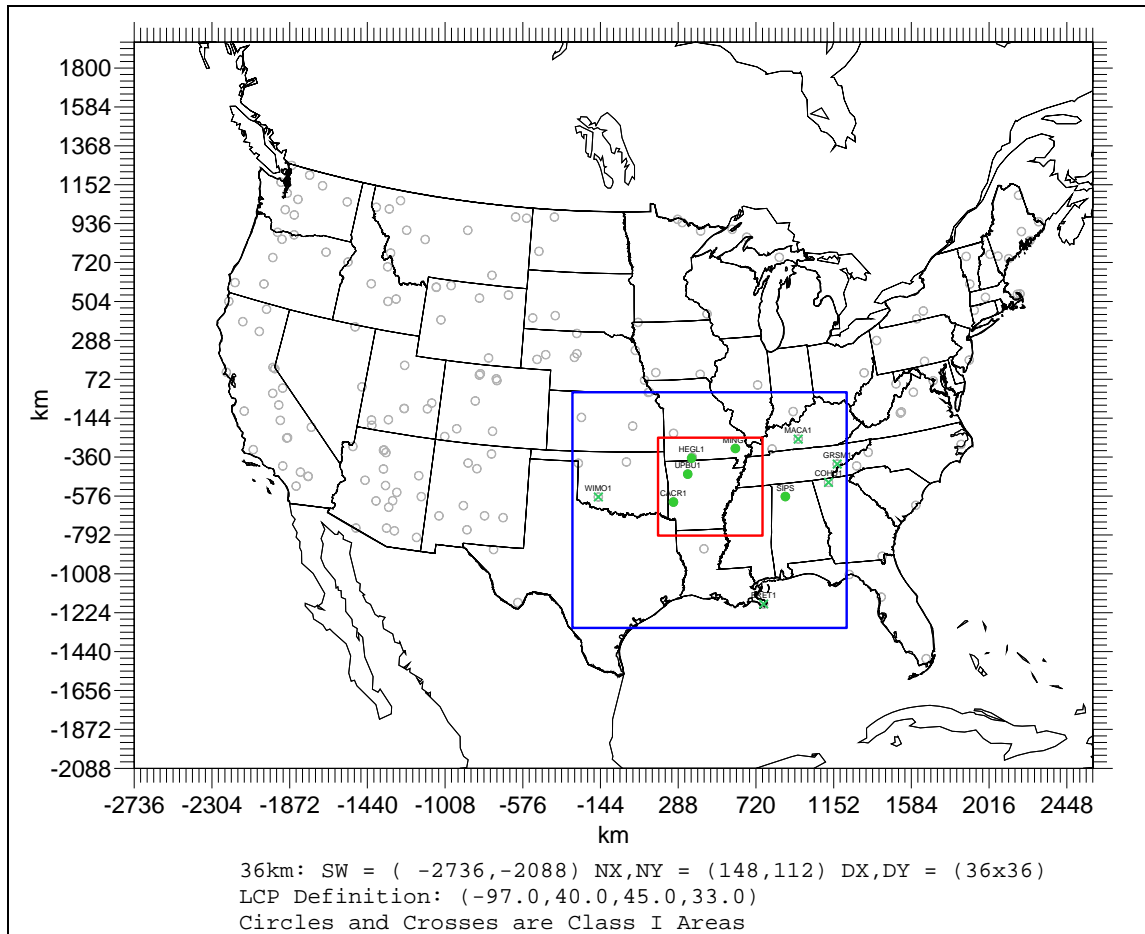 1800
1584
1368
1152
936
720
504
288
72
-144
-360
-576
-792
-1008
-1224
-1440
-1656
-1872
-2088
km
MACA1
MING
HEGL1
GRSM1
UPBU1
WIMO1
CACR1
SIPS
-2736 -2304 -1872 -1440 -1008 -576 -144 288 720 1152 1584 2016 2448
km
36km: SW = ( -2736,-2088) NX,NY = (148,112) DX,DY = (36x36)
LCP Definition: (-97.0,40.0,45.0,33.0)
Circles and Crosses are Class I Areas